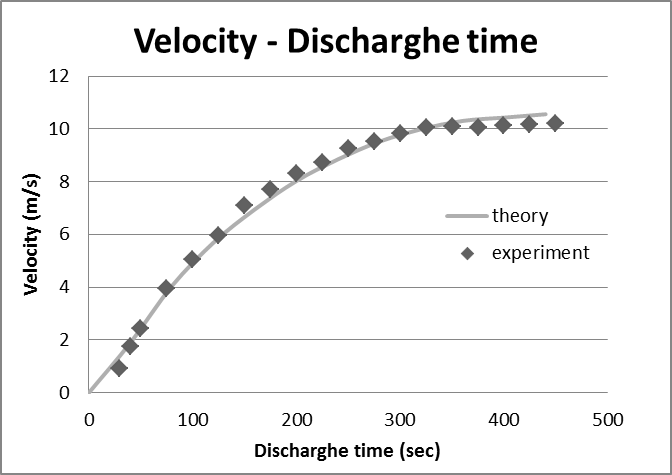 Velocity - Discharghe time
12
10
8
6
4
2
0
Velocity (m/s)
theory
experiment
0 100 200 300 400 500
Discharghe time (sec)